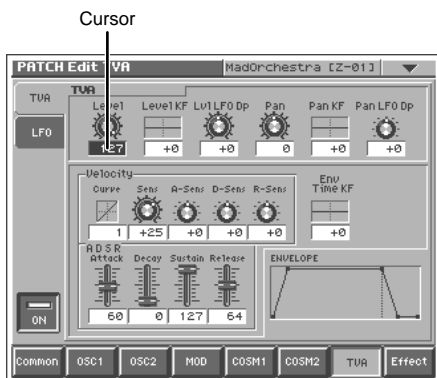 Cursor
PATCH Edit TVA MadOrchestra [Z-01]
TVA
LFO
TVA
Level Level KF Lvl LFO Dp Pan Pan KF Pan LFO Dp
127 +0 +0 0 +0 +0
Velocity
Curve Sens A-Sens D-Sens R-Sens
1 +25 +0 +0 +0
Env
Time KF
+0
ADSR
Attack Decay Sustain Release
60 0 127 64
ENVELOPE
ON
Common OSC1 OSC2 MOD COSM1 COSM2 TVA Effect